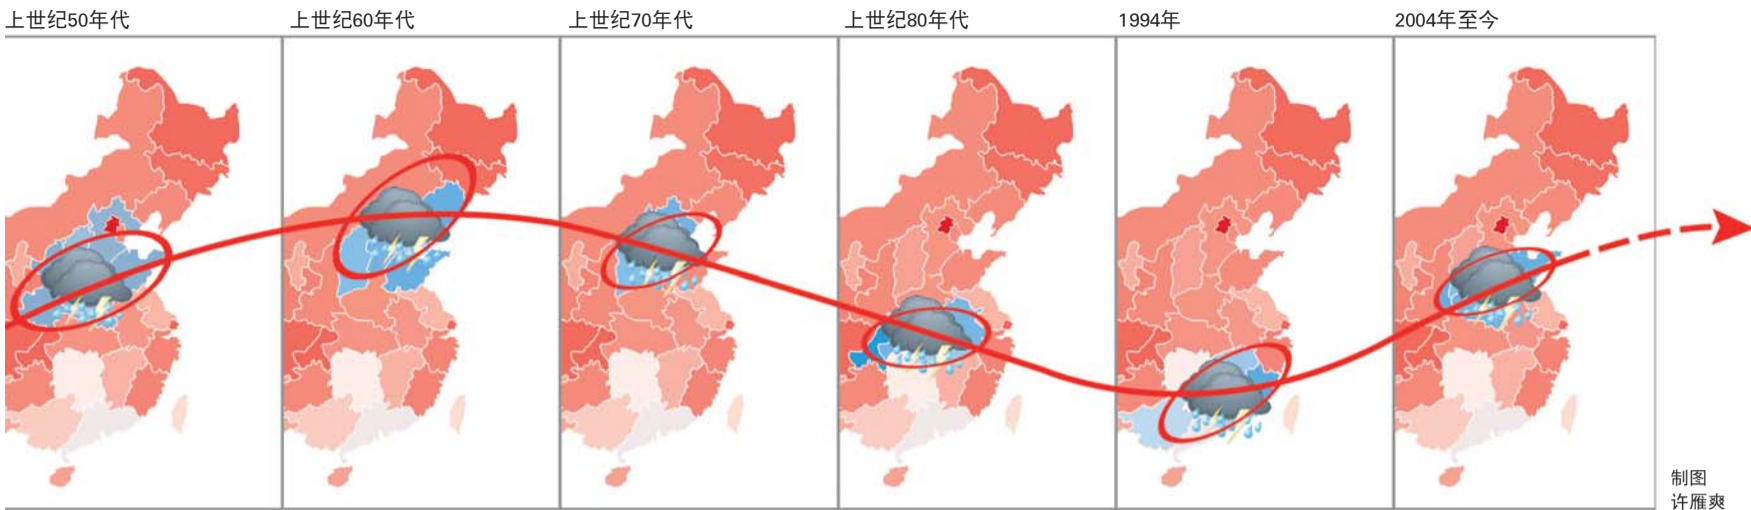 上世纪50年代
上世纪60年代
上世纪70年代
上世纪80年代
1994年
2004年至今
制图
许雁爽